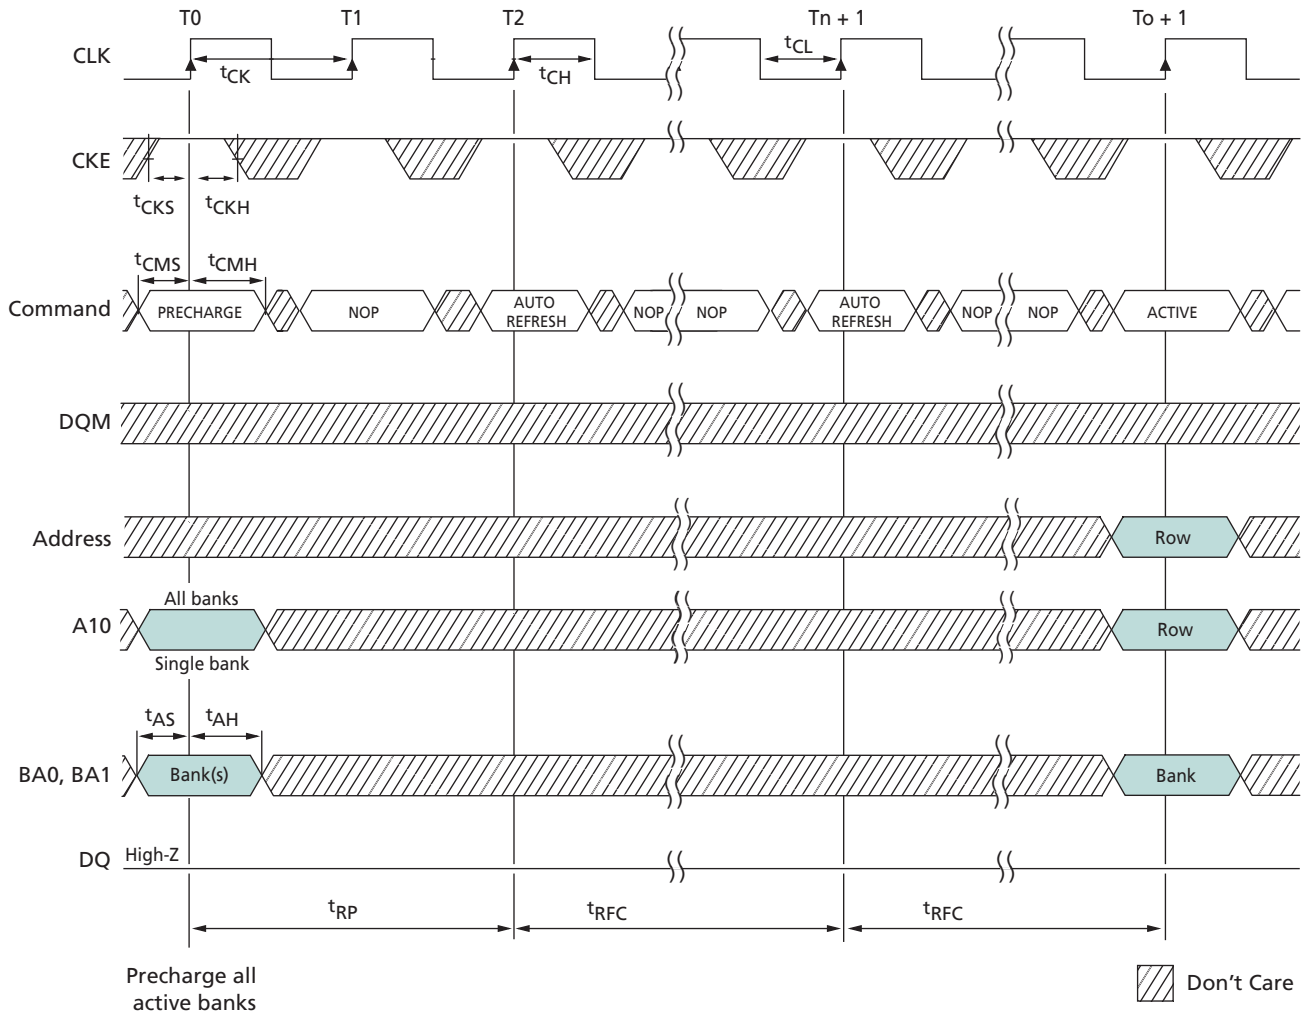 T0 T1 T2 Tn + 1 To + 1
CLK
tCK tCH tCL
CKE
tCKS tCKH
tCMS tCMH
Command PRECHARGE NOP AUTO REFRESH NOP NOP AUTO REFRESH NOP NOP ACTIVE
DQM
Address Row
All banks
A10 Row
Single bank
tAS tAH
BA0, BA1 Bank(s) Bank
DQ High-Z
tRP tRFC tRFC
Precharge all
active banks
Don't Care